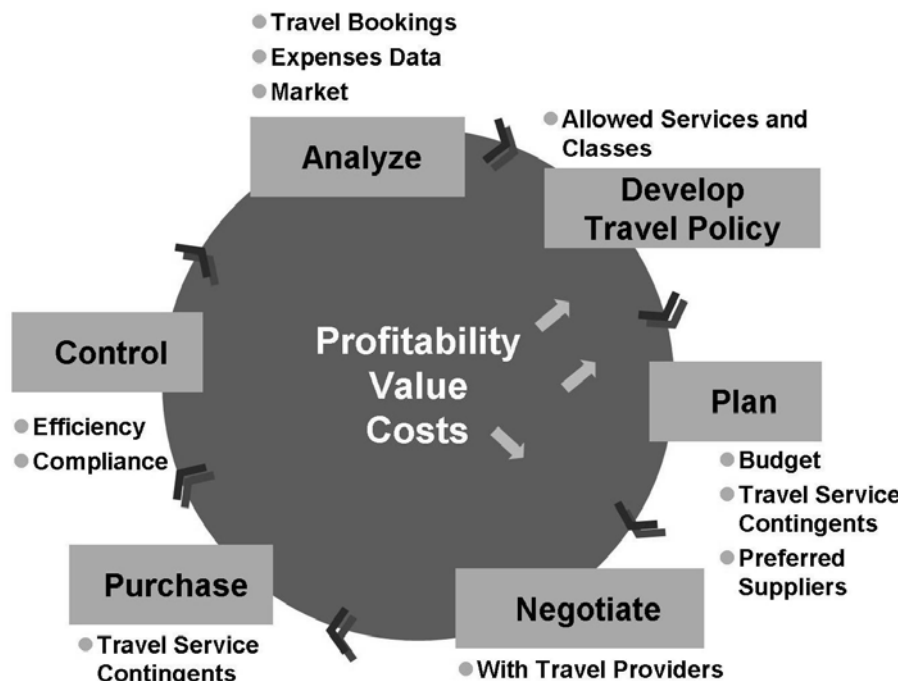 Travel Bookings
Expenses Data
Market
Analyze
Allowed Services and
Classes
Develop
Travel Policy
Profitability
Value
Costs
Control
Efficiency
Compliance
Plan
Budget
Travel Service
Contingents
Preferred
Suppliers
Purchase
Travel Service
Contingents
Negotiate
With Travel Providers